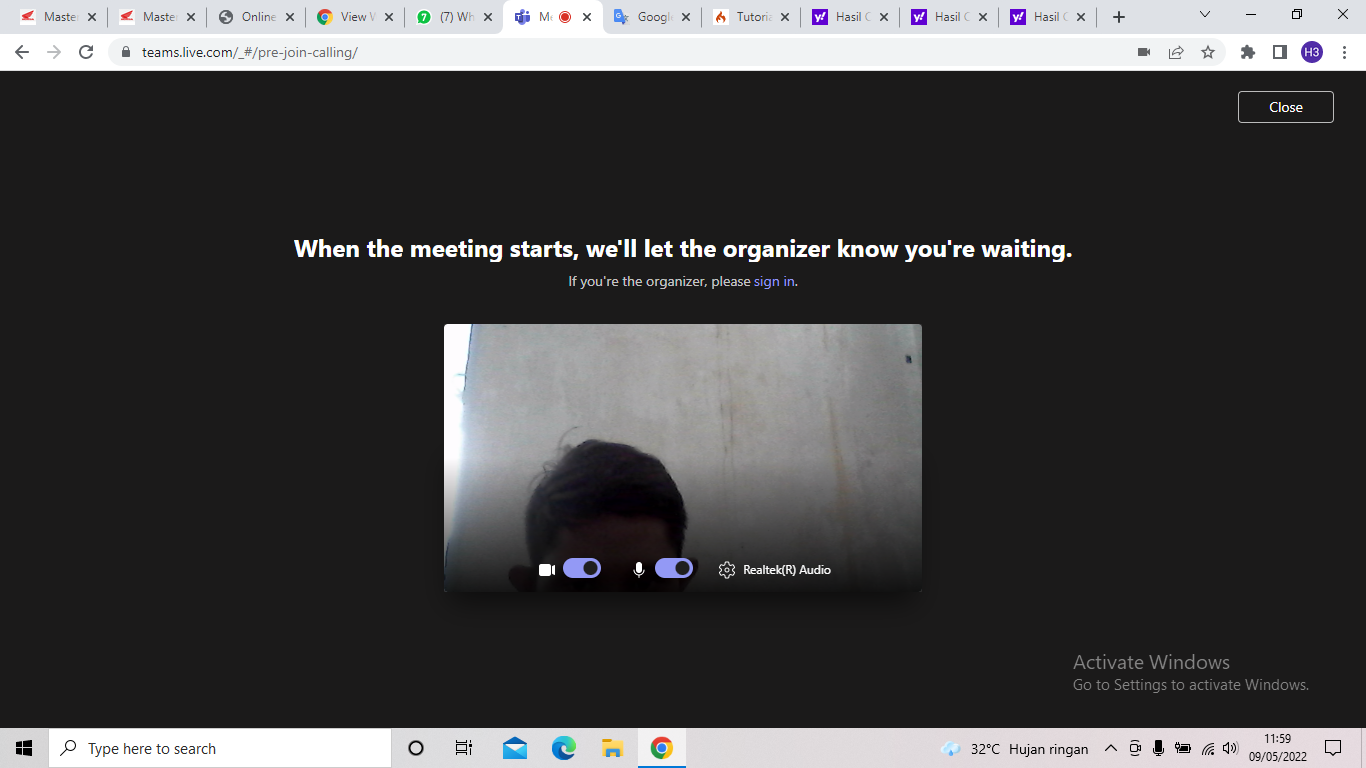 Master
Master
Online
View W
(7) Wh
Me
Google
Tutoria
Hasil C
Hasil C
Hasil C
teams.live.com/_#/pre-join-calling/
H3
Close
When the meeting starts, we'll let the organizer know you're waiting.
If you're the organizer, please sign in.
Realtek(R) Audio
Activate Windows
Go to Settings to activate Windows.
Type here to search
32°C Hujan ringan
11:59
09/05/2022